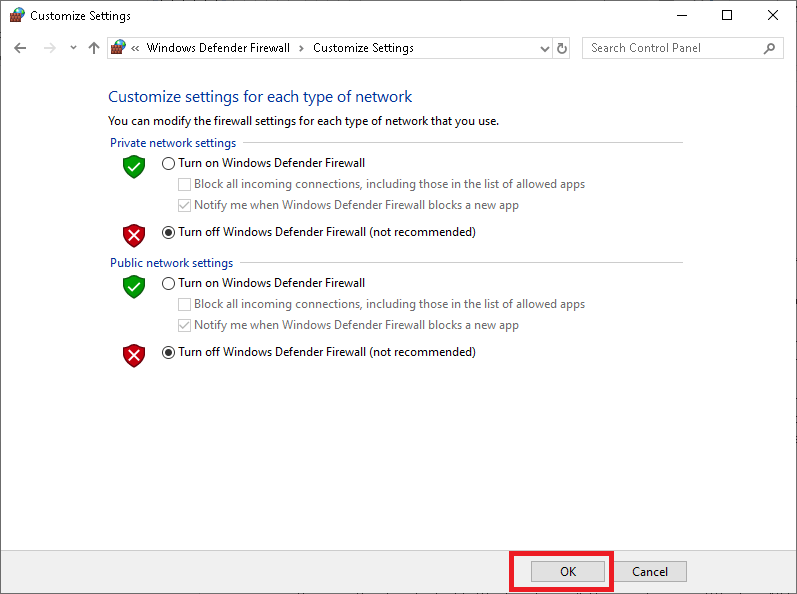 Customize Settings
« Windows Defender Firewall › Customize Settings
Search Control Panel
Customize settings for each type of network
You can modify the firewall settings for each type of network that you use.
Private network settings
Turn on Windows Defender Firewall
Block all incoming connections, including those in the list of allowed apps
Notify me when Windows Defender Firewall blocks a new app
Turn off Windows Defender Firewall (not recommended)
Public network settings
Turn on Windows Defender Firewall
Block all incoming connections, including those in the list of allowed apps
Notify me when Windows Defender Firewall blocks a new app
Turn off Windows Defender Firewall (not recommended)
OK
Cancel